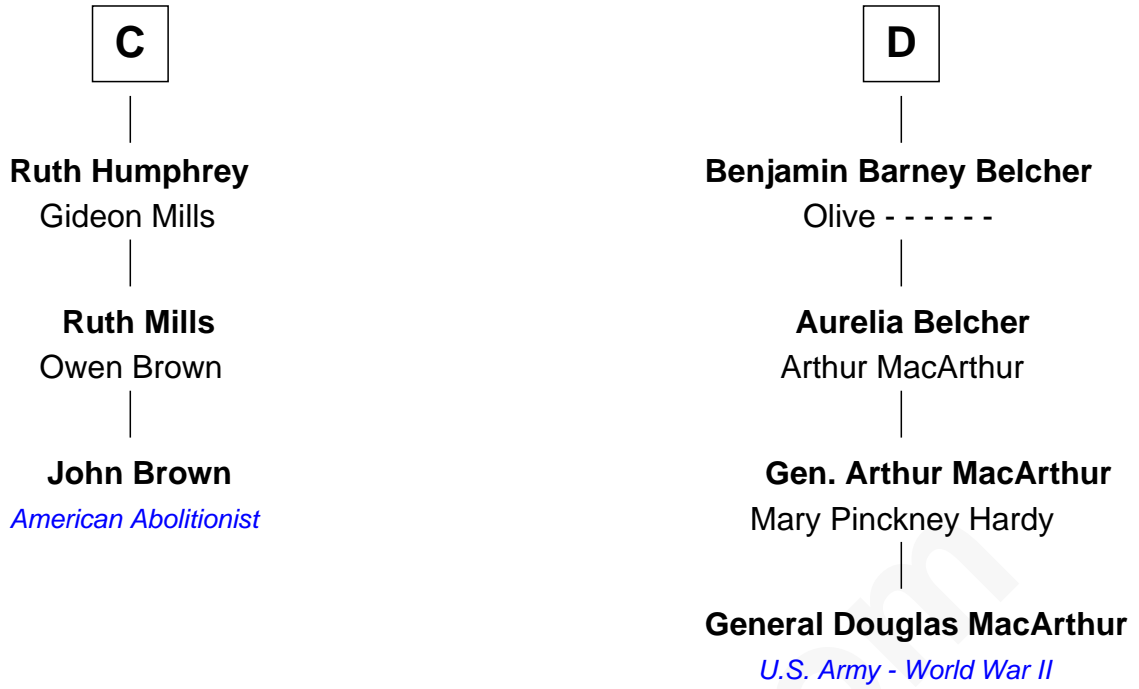 C
Ruth Humphrey
Gideon Mills
Ruth Mills
Owen Brown
John Brown
American Abolitionist
D
Benjamin Barney Belcher
Olive - - - - - -
Aurelia Belcher
Arthur MacArthur
Gen. Arthur MacArthur
Mary Pinckney Hardy
General Douglas MacArthur
U.S. Army - World War II